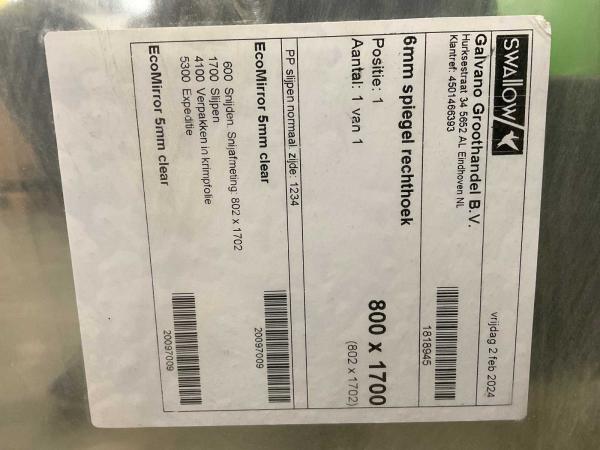 SWALLOW
vrijdag 2 feb 2024
Galvano Groothandel B.V.
Hurksestraat 34 5652 AL Eindhoven NL
Klantref: 4501466393
1818945
6mm spiegel rechthoek
800 x 1700
(802 x 1702)
Positie: 1
Aantal: 1 van 1
PP slijpen normaal. zijde: 1234
EcoMirror 5mm clear
20097009
600 Snijden. Snijafmeting: 802 x 1702
1700 Slijpen
4100 Verpakken in krimpfolie
5300 Expeditie
EcoMirror 5mm clear
20097009